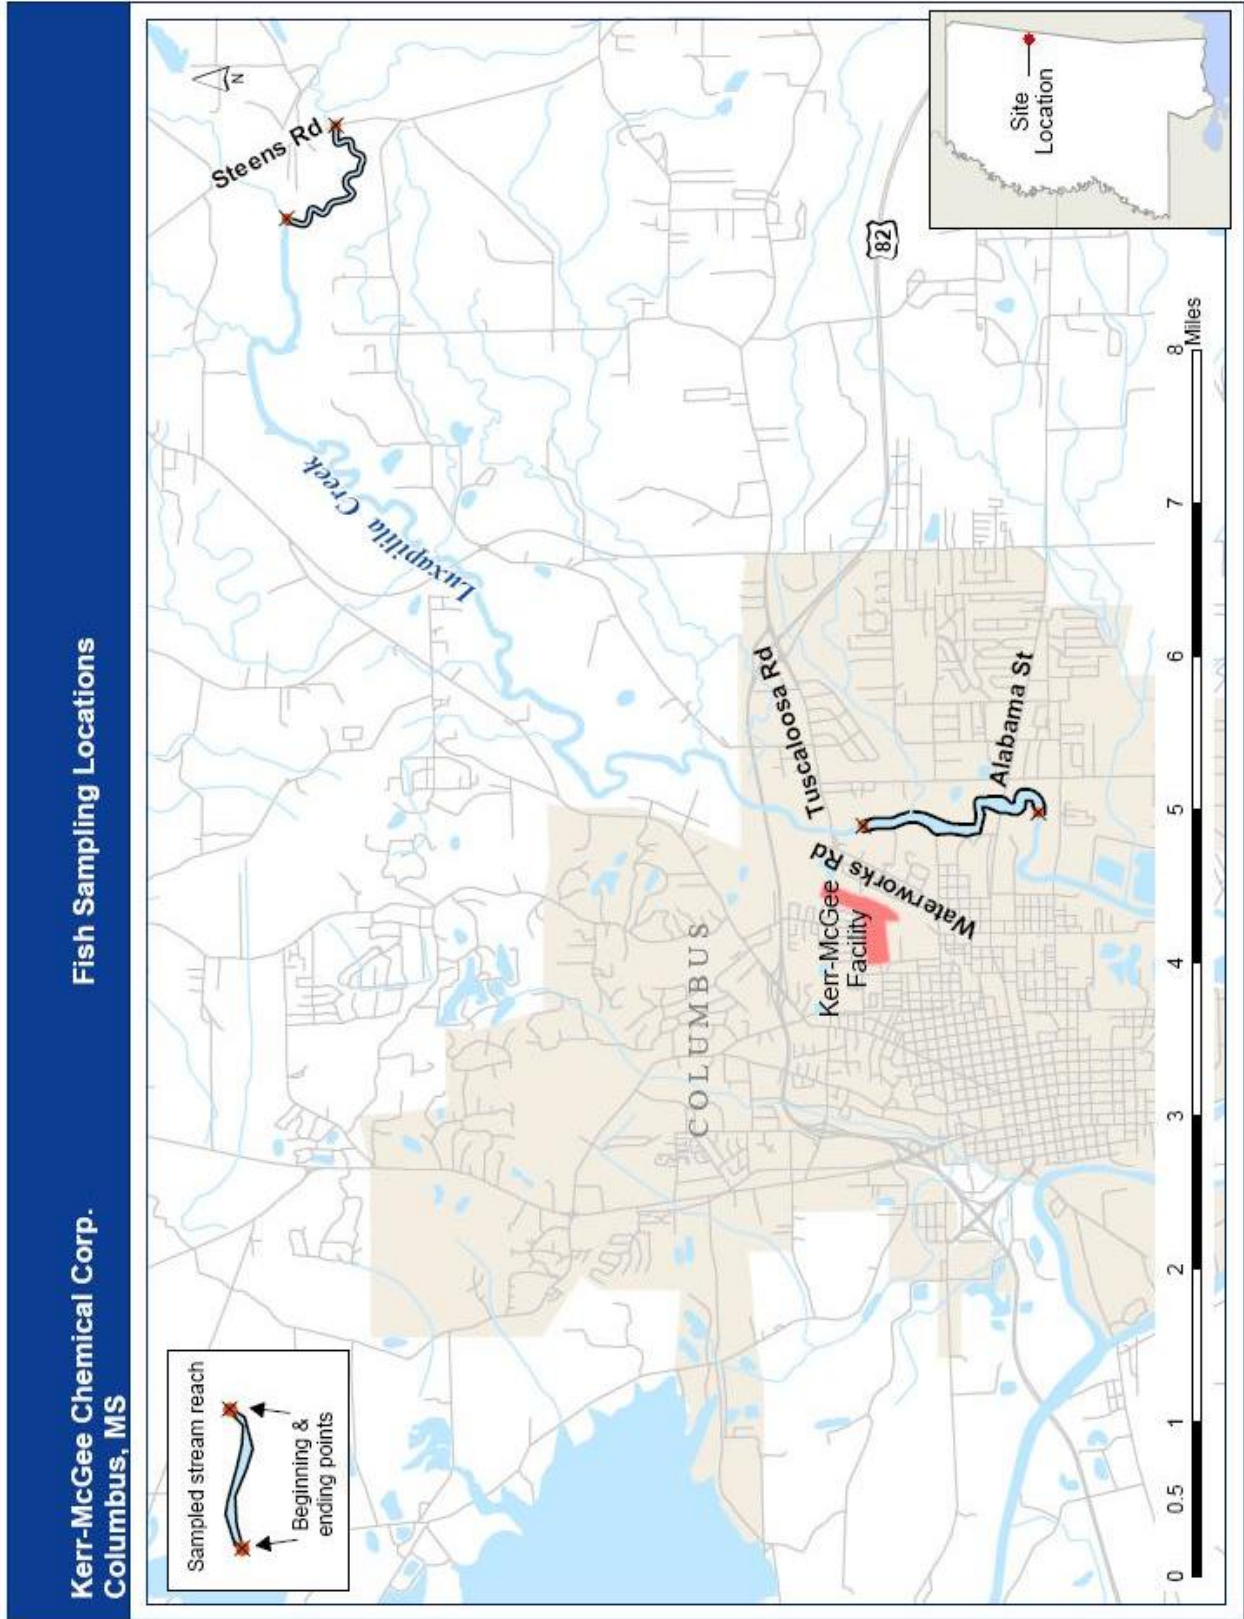 Kerr-McGee Chemical Corp.
Columbus, MS
Fish Sampling Locations
Sampled stream reach
Beginning &
ending points
N
Steens Rd
Luxapilila Creek
82
Tuscaloosa Rd
Waterworks Rd
Alabama St
Kerr-McGee
Facility
COLUMBUS
Site
Location
0 0.5 1 2 3 4 5 6 7 8
Miles